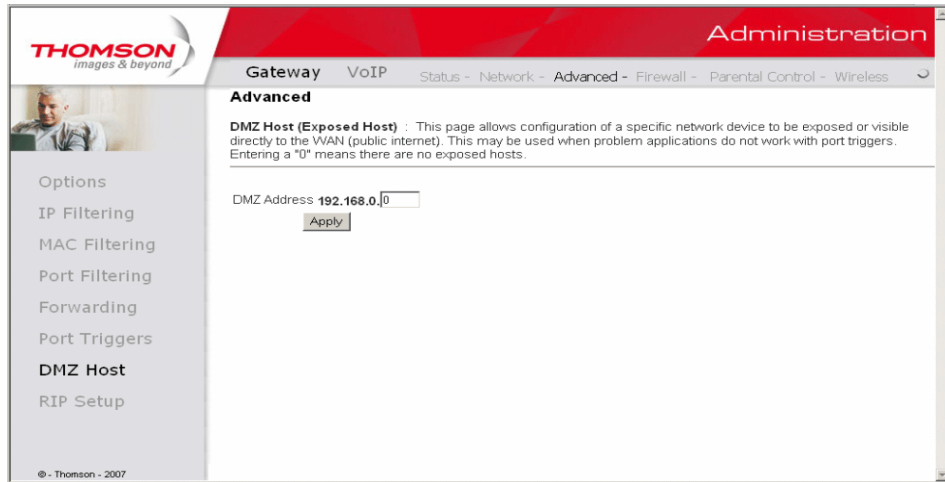 THOMSON
images & beyond
Administration
Gateway VoIP Status - Network - Advanced - Firewall - Parental Control - Wireless
Advanced
DMZ Host (Exposed Host) : This page allows configuration of a specific network device to be exposed or visible
directly to the WAN (public internet). This may be used when problem applications do not work with port triggers.
Entering a "0" means there are no exposed hosts.
DMZ Address 192.168.0.0
Apply
Options
IP Filtering
MAC Filtering
Port Filtering
Forwarding
Port Triggers
DMZ Host
RIP Setup
© - Thomson - 2007